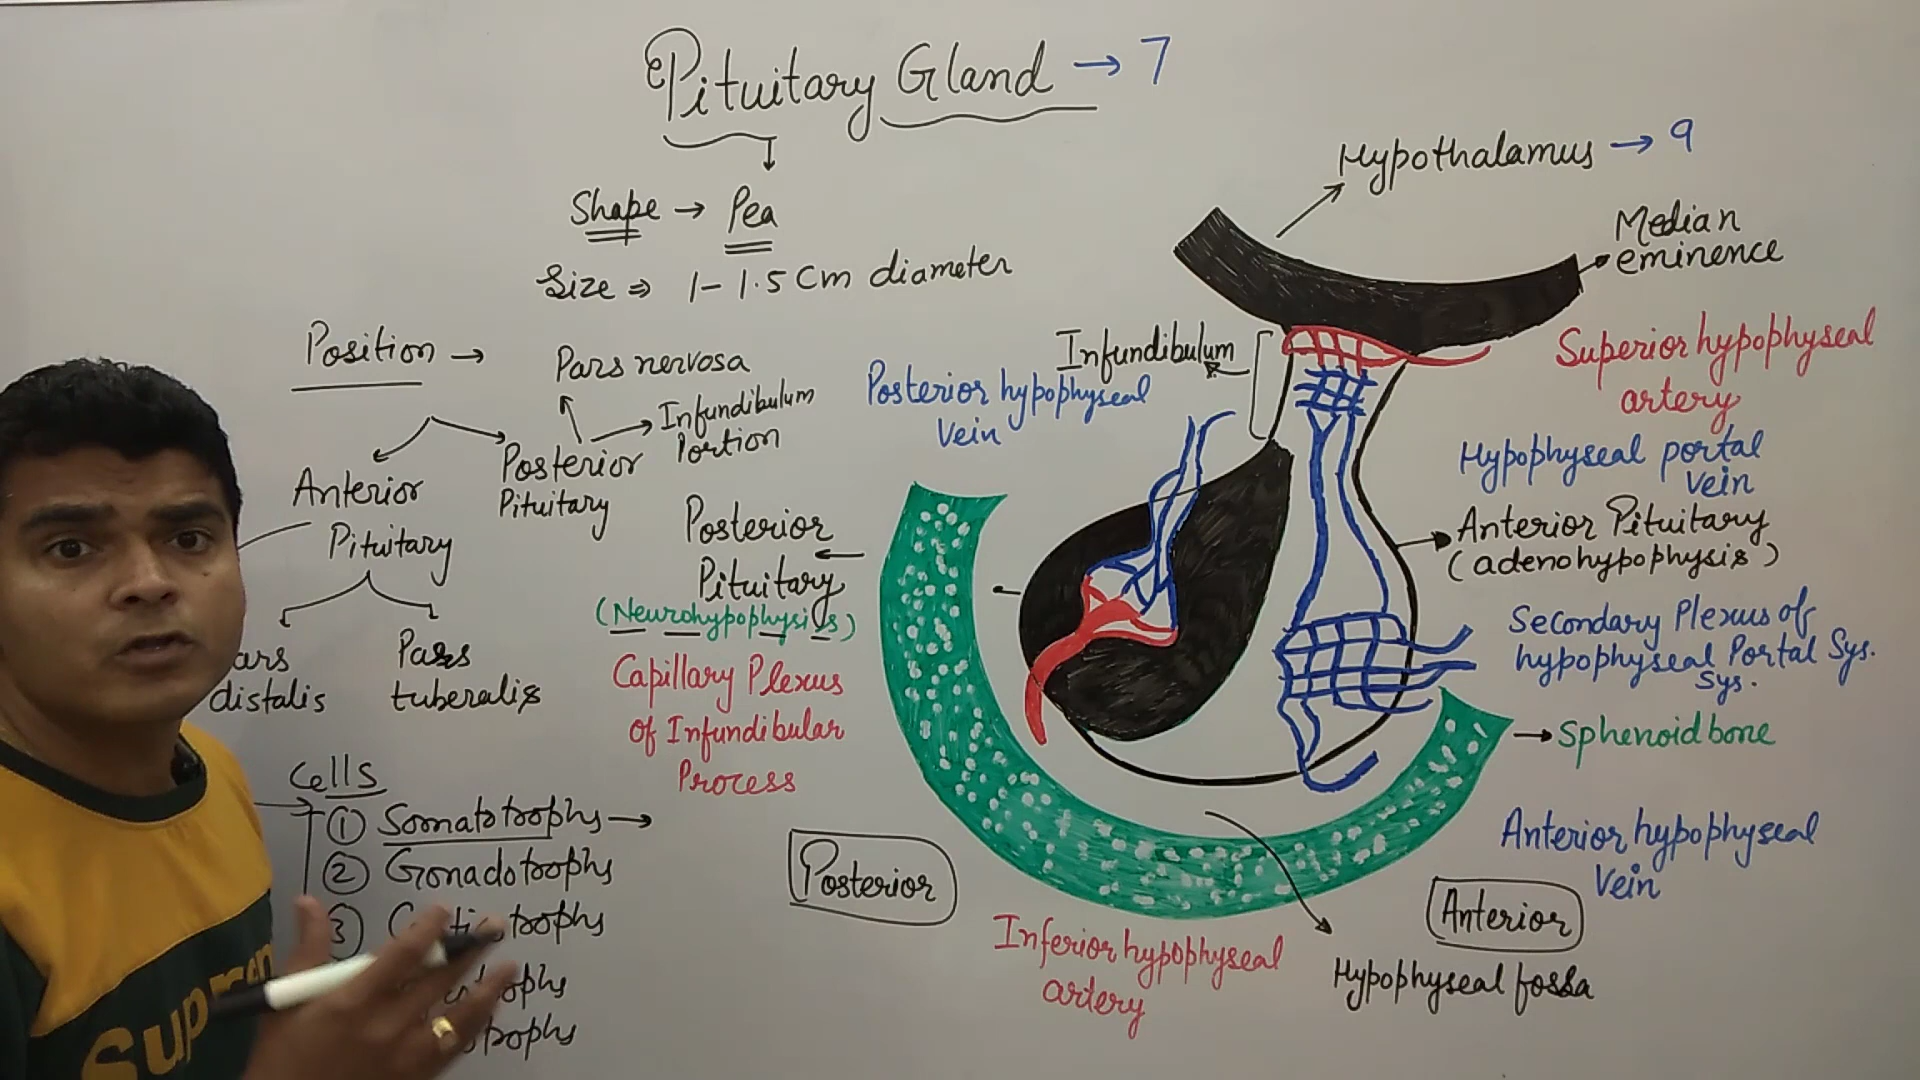 Pituitary Gland → 7
Shape → Pea
Size ⇒ 1-1.5 Cm diameter
Position →
Anterior
Pituitary
Posterior
Pituitary
Pars nervosa
Infundibulum
Portion
distalis
Pars
tuberalis
Cells
① Somatotrophs →
② Gonadotrophs
③
Hypothalamus → 9
Median
eminence
Infundibulum
Superior hypophyseal
artery
Posterior hypophyseal
vein
Hypophyseal portal
vein
Posterior
Pituitary
(Neurohypophysis)
Anterior Pituitary
(adenohypophysis)
Capillary Plexus
of Infundibular
Process
Secondary Plexus of
hypophyseal Portal Sys.
Sys.
Sphenoid bone
Anterior hypophyseal
Vein
Posterior
Anterior
Inferior hypophyseal
artery
Hypophyseal fossa